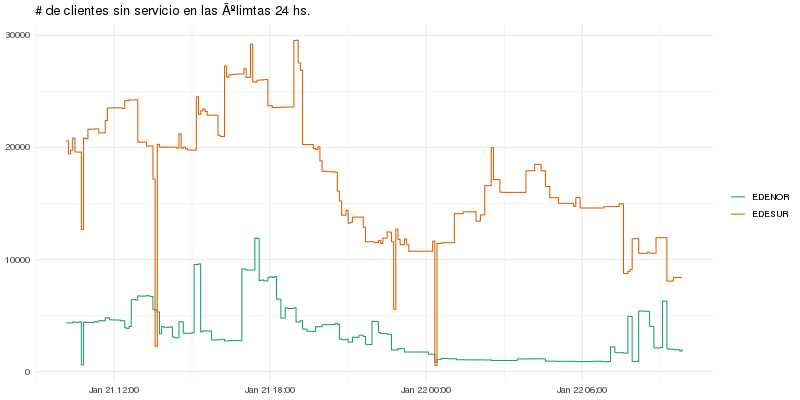 # de clientes sin servicio en las Ãºlimtas 24 hs.
30000
20000
10000
0
Jan 21 12:00
Jan 21 18:00
Jan 22 00:00
Jan 22 06:00
EDENOR
EDESUR